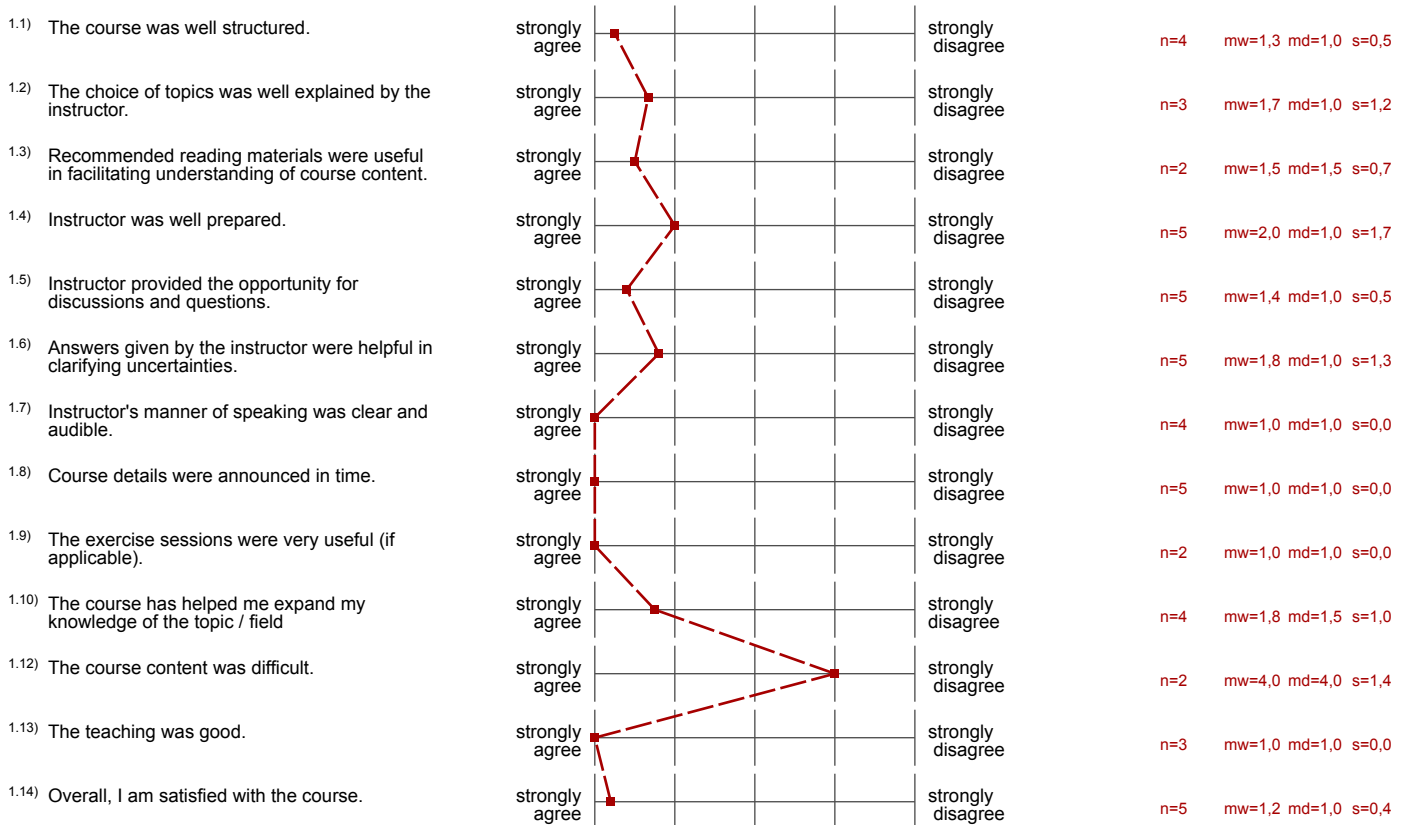 1.1) The course was well structured. strongly agree strongly disagree n=4 mw=1,3 md=1,0 s=0,5
1.2) The choice of topics was well explained by the
instructor. strongly agree strongly disagree n=3 mw=1,7 md=1,0 s=1,2
1.3) Recommended reading materials were useful
in facilitating understanding of course content. strongly agree strongly disagree n=2 mw=1,5 md=1,5 s=0,7
1.4) Instructor was well prepared. strongly agree strongly disagree n=5 mw=2,0 md=1,0 s=1,7
1.5) Instructor provided the opportunity for
discussions and questions. strongly agree strongly disagree n=5 mw=1,4 md=1,0 s=0,5
1.6) Answers given by the instructor were helpful in
clarifying uncertainties. strongly agree strongly disagree n=5 mw=1,8 md=1,0 s=1,3
1.7) Instructor's manner of speaking was clear and
audible. strongly agree strongly disagree n=4 mw=1,0 md=1,0 s=0,0
1.8) Course details were announced in time. strongly agree strongly disagree n=5 mw=1,0 md=1,0 s=0,0
1.9) The exercise sessions were very useful (if
applicable). strongly agree strongly disagree n=2 mw=1,0 md=1,0 s=0,0
1.10) The course has helped me expand my
knowledge of the topic / field strongly agree strongly disagree n=4 mw=1,8 md=1,5 s=1,0
1.12) The course content was difficult. strongly agree strongly disagree n=2 mw=4,0 md=4,0 s=1,4
1.13) The teaching was good. strongly agree strongly disagree n=3 mw=1,0 md=1,0 s=0,0
1.14) Overall, I am satisfied with the course. strongly agree strongly disagree n=5 mw=1,2 md=1,0 s=0,4